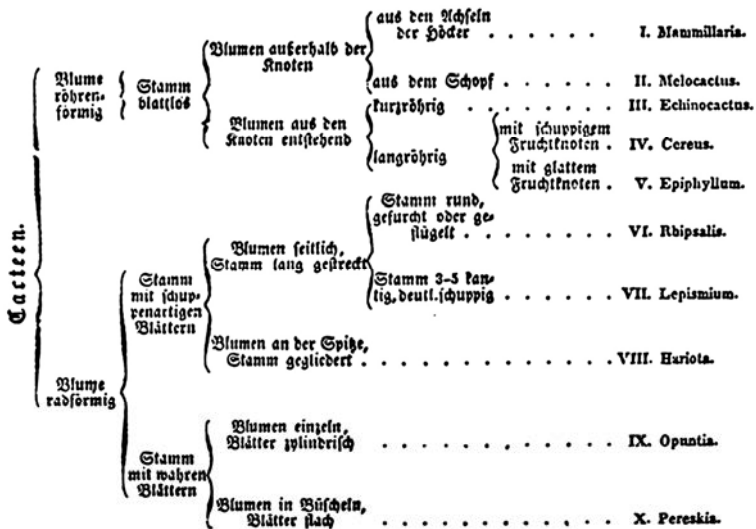 Cacteen.
Blume
röhren-
förmig
Stamm
blattlos
Blumen außerhalb der
Knoten
aus den Achseln
der Höcker . . . . . . I. Mammillaria.
aus dem Schopf . . . . . . II. Melocactus.
Blumen aus den
Knoten entstehend
kurzröhrig . . . . . . . III. Echinocactus.
langröhrig
mit schuppigem
Fruchtknoten . IV. Cereus.
mit glattem
Fruchtknoten . V. Epiphyllum.
Blume
radförmig
Stamm
mit schup-
penartigen
Blättern
Blumen seitlich,
Stamm lang gestreckt
Stamm rund,
gefurcht oder ge-
flügelt . . . . . . . VI. Rhipsalis.
Stamm 3-5 kan-
tig, deutl. schuppig . . . . . . VII. Lepismium.
Blumen an der Spitze,
Stamm gegliedert . . . . . . . . . . . . VIII. Hariota.
Stamm
mit wahren
Blättern
Blumen einzeln,
Blätter zylindrisch . . . . . . . . . . . IX. Opuntia.
Blumen in Büscheln,
Blätter flach . . . . . . . . . . . X. Pereskia.